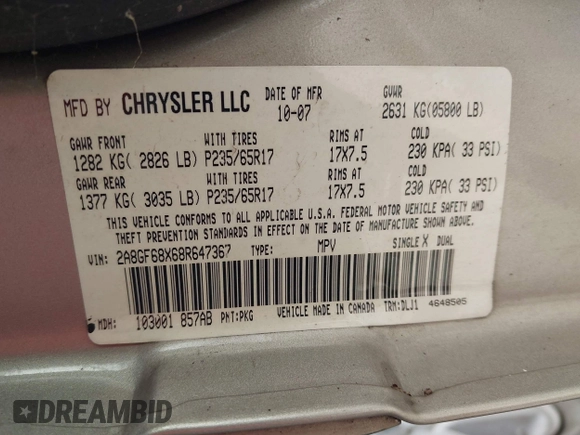 MFD BY CHRYSLER LLC DATE OF MFR 10-07 GVWR 2631 KG(05800 LB)
GAWR FRONT WITH TIRES RIMS AT COLD
1282 KG( 2826 LB) P235/65R17 17X7.5 230 KPA( 33 PSI)
GAWR REAR WITH TIRES RIMS AT COLD
1377 KG( 3035 LB) P235/65R17 17X7.5 230 KPA( 33 PSI)
THIS VEHICLE CONFORMS TO ALL APPLICABLE U.S.A. FEDERAL MOTOR VEHICLE SAFETY AND
THEFT PREVENTION STANDARDS IN EFFECT ON THE DATE OF MANUFACTURE SHOWN ABOVE.
VIN: 2A8GF68X68R647367 TYPE: MPV SINGLE X DUAL
MDH: 103001 857AB PNT:PKG VEHICLE MADE IN CANADA TRM:DLJ1 4648505
DREAMBID